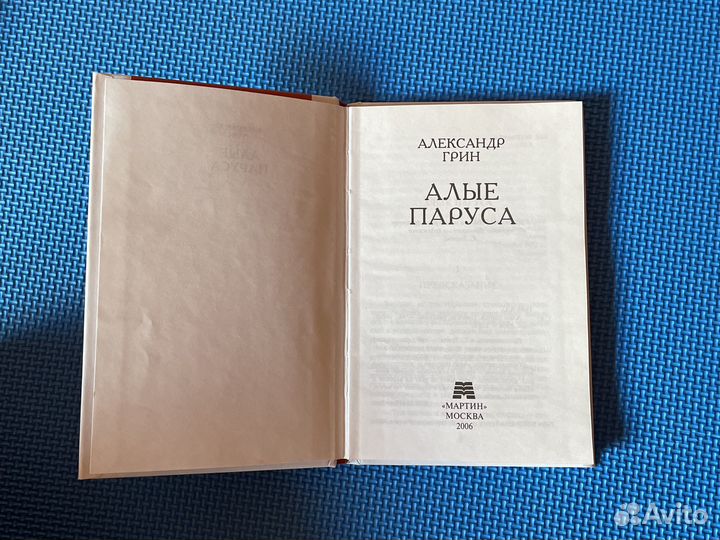 АЛЕКСАНДР
ГРИН
АЛЫЕ
ПАРУСА
«МАРТИН»
МОСКВА
2006
Avito